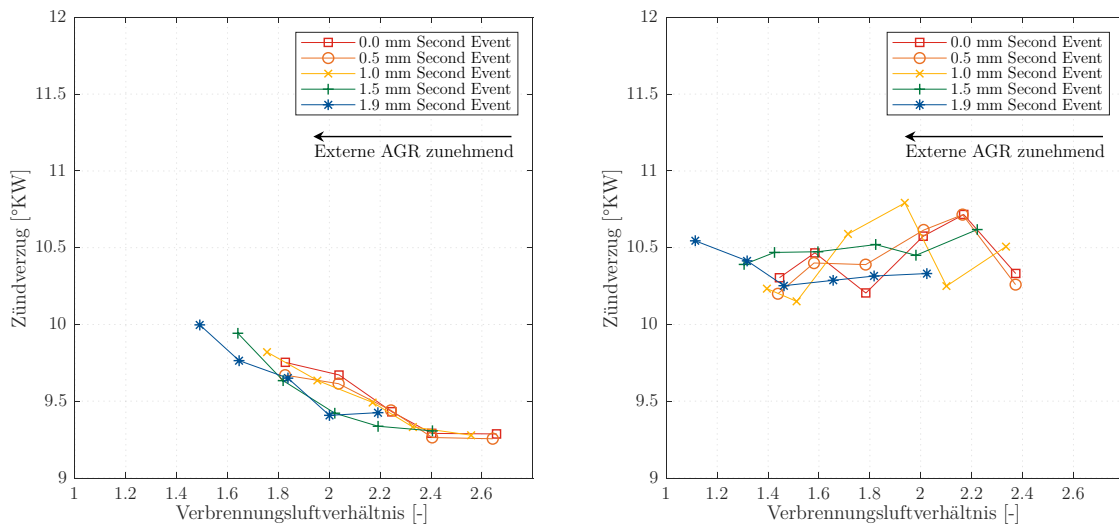 12
11.5
11
10.5
10
9.5
9
Zündverzug [°KW]
0.0 mm Second Event
0.5 mm Second Event
1.0 mm Second Event
1.5 mm Second Event
1.9 mm Second Event
Externe AGR zunehmend
1 1.2 1.4 1.6 1.8 2 2.2 2.4 2.6
Verbrennungsluftverhältnis [-]
12
11.5
11
10.5
10
9.5
9
Zündverzug [°KW]
0.0 mm Second Event
0.5 mm Second Event
1.0 mm Second Event
1.5 mm Second Event
1.9 mm Second Event
Externe AGR zunehmend
1 1.2 1.4 1.6 1.8 2 2.2 2.4 2.6
Verbrennungsluftverhältnis [-]